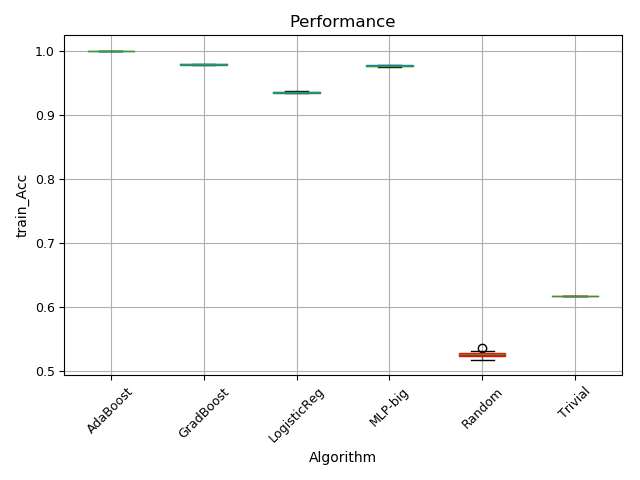 Performance
train_Acc
1.0
0.9
0.8
0.7
0.6
0.5
AdaBoost
GradBoost
LogisticReg
MLP-big
Random
Trivial
Algorithm